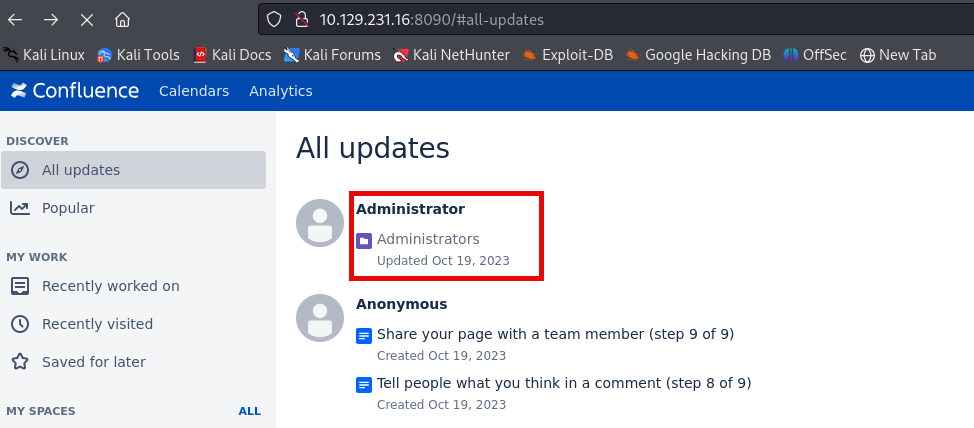 10.129.231.16:8090/#all-updates
Kali Linux Kali Tools Kali Docs Kali Forums Kali NetHunter Exploit-DB Google Hacking DB OffSec New Tab
Confluence Calendars Analytics
DISCOVER
All updates
Popular
MY WORK
Recently worked on
Recently visited
Saved for later
MY SPACES ALL
All updates
Administrator
Administrators
Updated Oct 19, 2023
Anonymous
Share your page with a team member (step 9 of 9)
Created Oct 19, 2023
Tell people what you think in a comment (step 8 of 9)
Created Oct 19, 2023